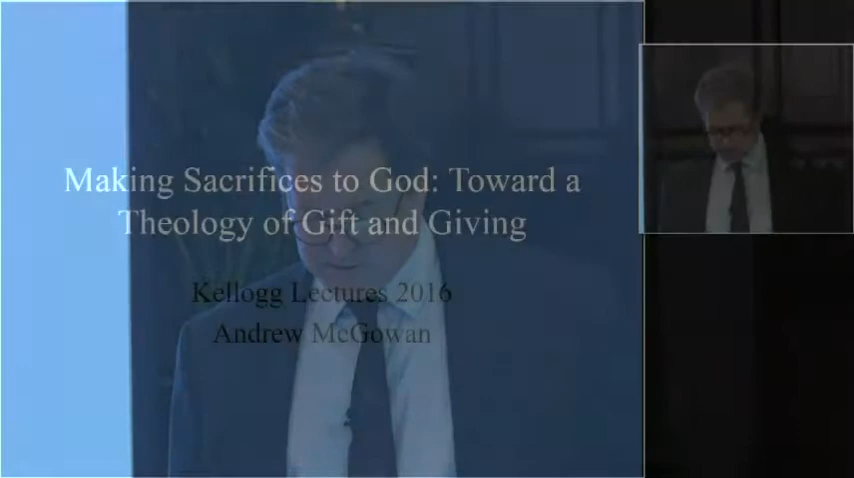 Making Sacrifices to God: Toward a
Theology of Gift and Giving
Kellogg Lectures 2016
Andrew McGowan